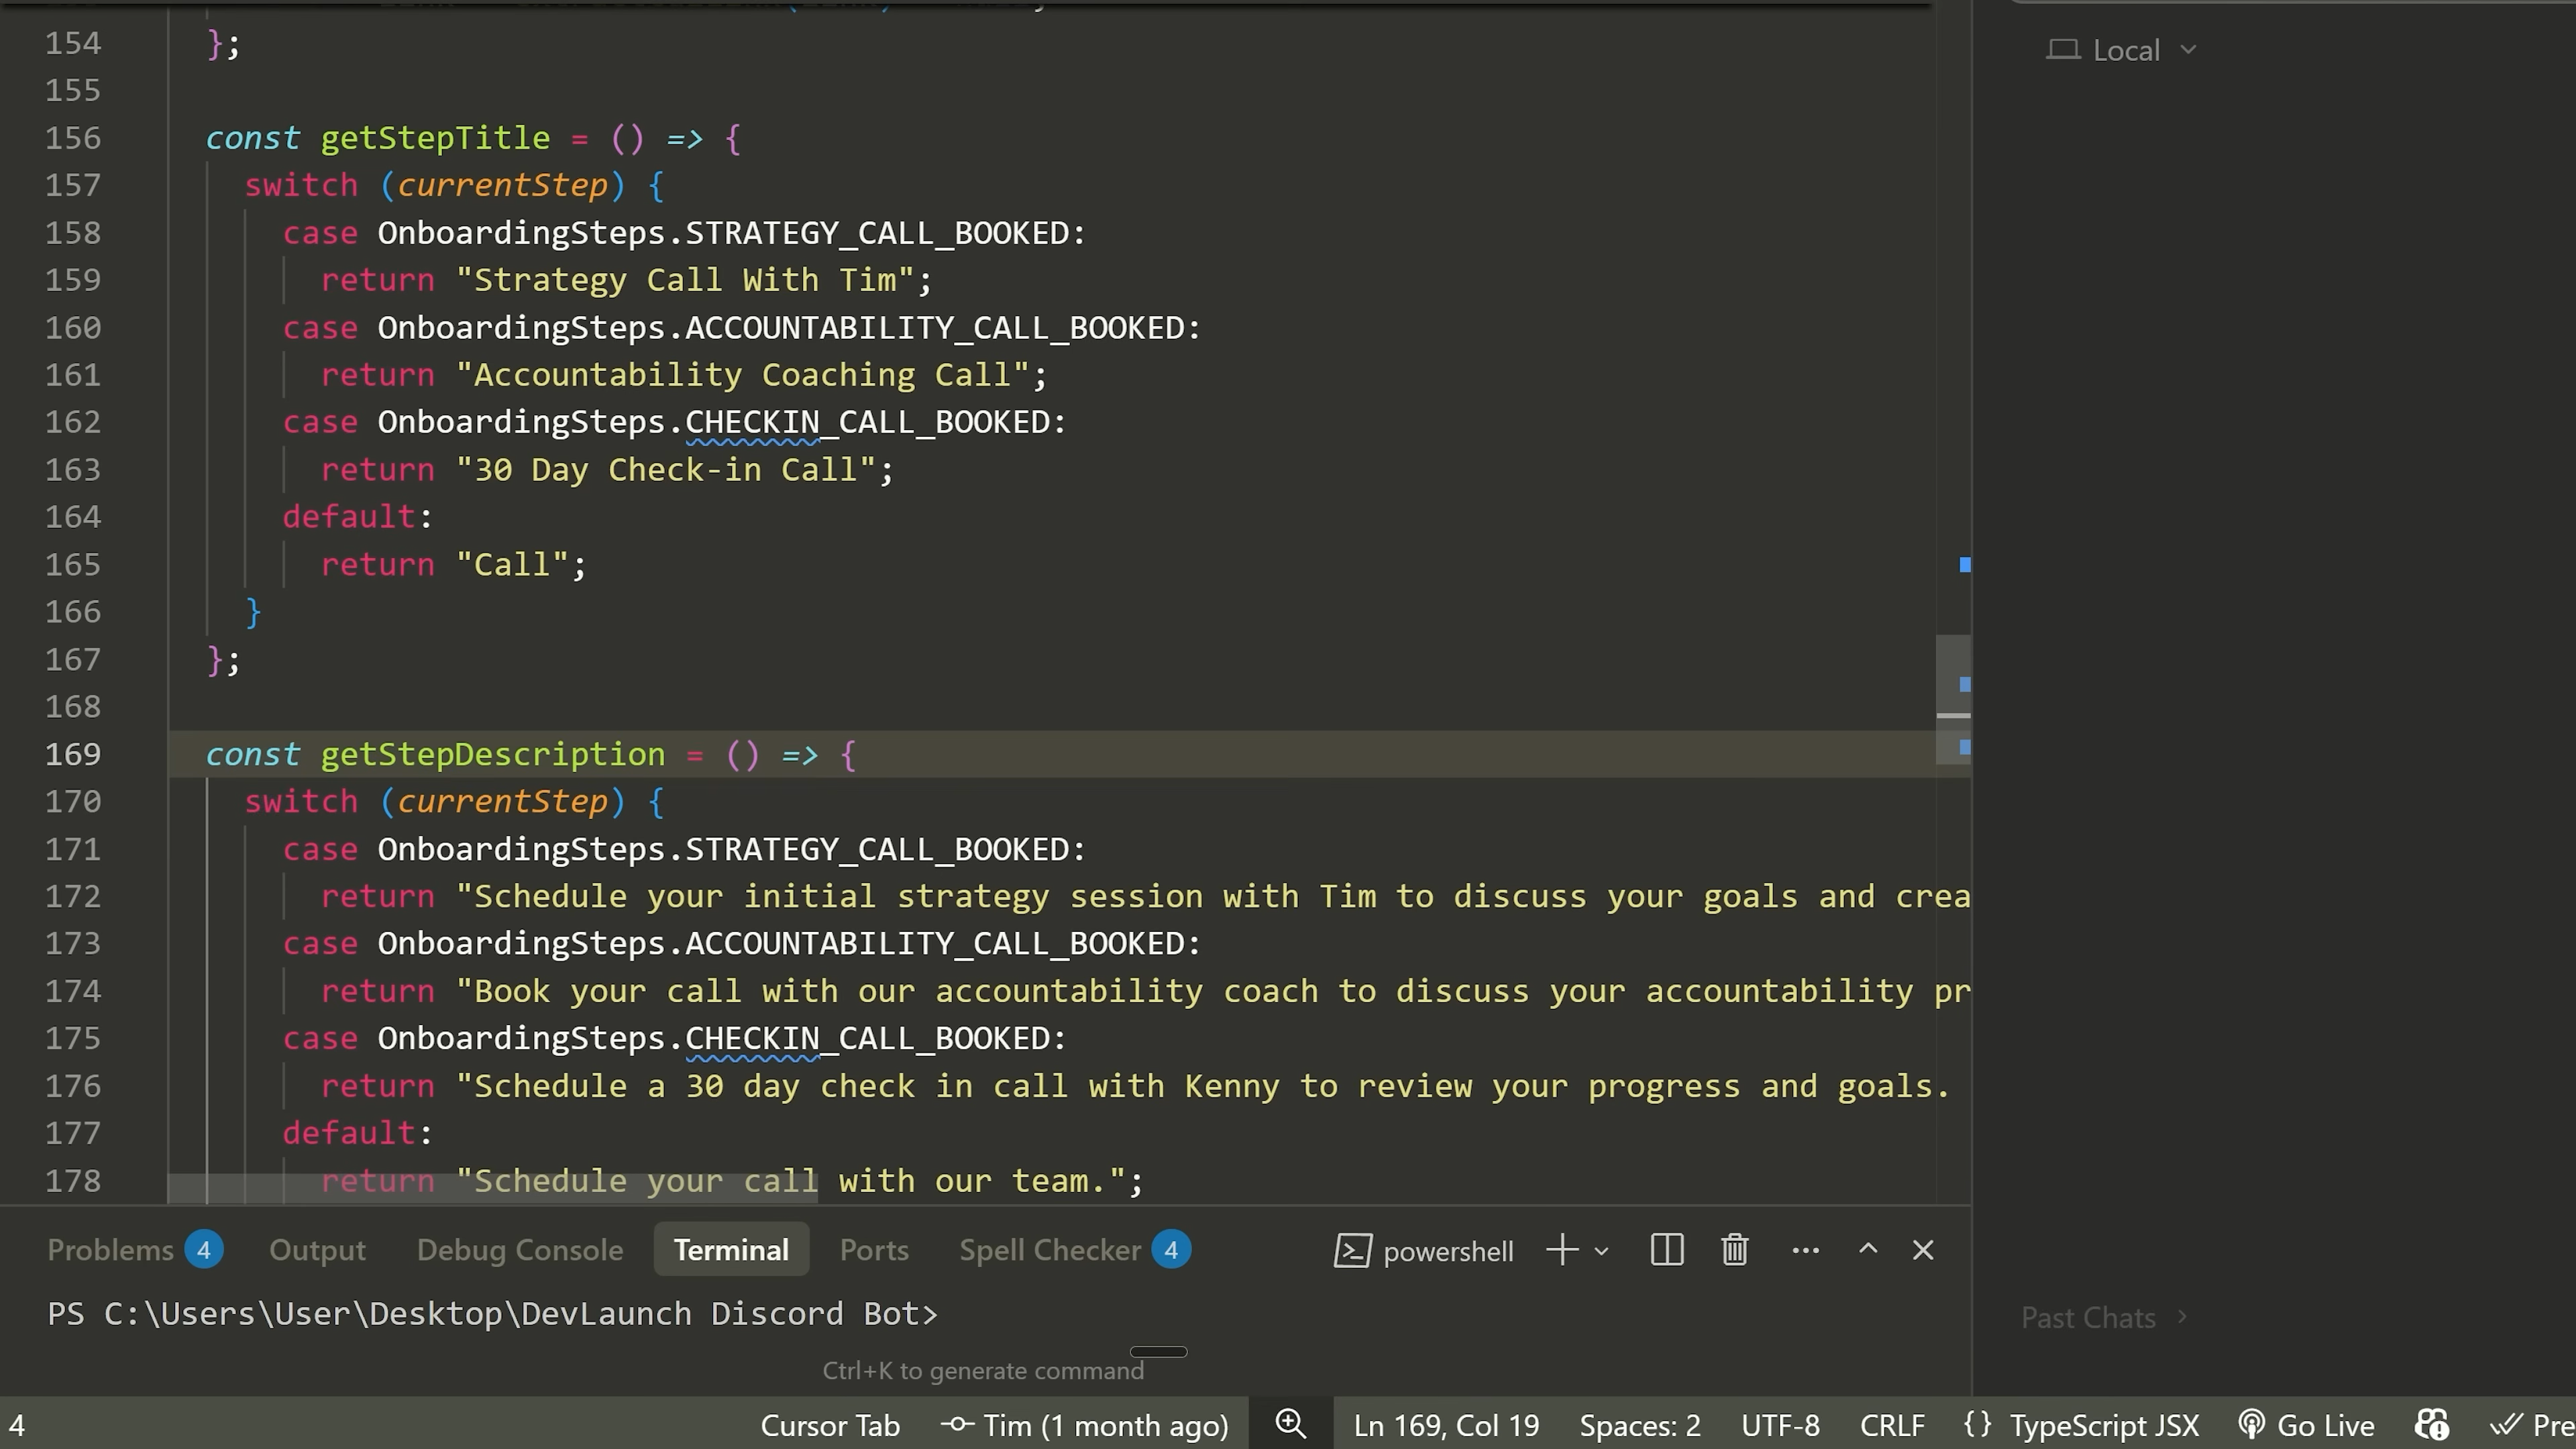 154 };
155
156 const getStepTitle = () => {
157 switch (currentStep) {
158 case OnboardingSteps.STRATEGY_CALL_BOOKED:
159 return "Strategy Call With Tim";
160 case OnboardingSteps.ACCOUNTABILITY_CALL_BOOKED:
161 return "Accountability Coaching Call";
162 case OnboardingSteps.CHECKIN_CALL_BOOKED:
163 return "30 Day Check-in Call";
164 default:
165 return "Call";
166 }
167 };
168
169 const getStepDescription = () => {
170 switch (currentStep) {
171 case OnboardingSteps.STRATEGY_CALL_BOOKED:
172 return "Schedule your initial strategy session with Tim to discuss your goals and crea
173 case OnboardingSteps.ACCOUNTABILITY_CALL_BOOKED:
174 return "Book your call with our accountability coach to discuss your accountability pr
175 case OnboardingSteps.CHECKIN_CALL_BOOKED:
176 return "Schedule a 30 day check in call with Kenny to review your progress and goals.
177 default:
178 return "Schedule your call with our team.";
Local
Past Chats
Problems 4 Output Debug Console Terminal Ports Spell Checker 4 powershell
PS C:\Users\User\Desktop\DevLaunch Discord Bot>
Ctrl+K to generate command
4 Cursor Tab Tim (1 month ago) Ln 169, Col 19 Spaces: 2 UTF-8 CRLF {} TypeScript JSX Go Live Pre